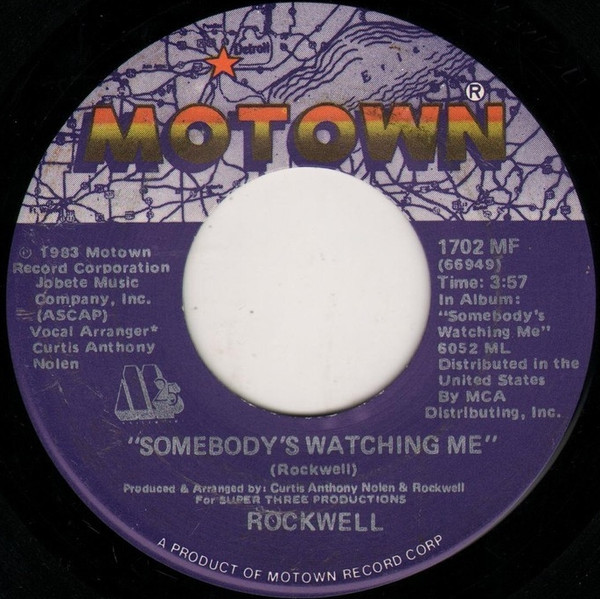 Detroit
Erie
MOTOWN®
℗ 1983 Motown
Record Corporation
Jobete Music
Company, Inc.
(ASCAP)
Vocal Arranger*
Curtis Anthony
Nolen
1702 MF
(66949)
Time: 3:57
In Album:
"Somebody's
Watching Me"
6052 ML
Distributed in the
United States
By MCA
Distributing, Inc.
"SOMEBODY'S WATCHING ME"
(Rockwell)
Produced & Arranged by: Curtis Anthony Nolen & Rockwell
For SUPER THREE PRODUCTIONS
ROCKWELL
A PRODUCT OF MOTOWN RECORD CORP